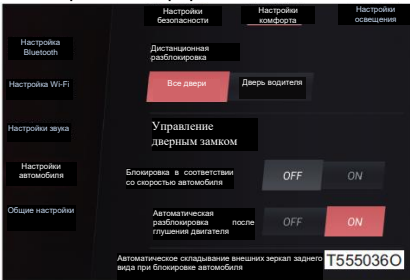 Настройки безопасности
Настройки комфорта
Настройки освещения
Настройка Bluetooth
Дистанционная разблокировка
Настройка Wi-Fi
Все двери
Дверь водителя
Настройки звука
Управление дверным замком
Настройки автомобиля
Блокировка в соответствии со скоростью автомобиля
OFF
ON
Общие настройки
Автоматическая разблокировка после глушения двигателя
OFF
ON
Автоматическое складывание внешних зеркал заднего вида при блокировке автомобиля
T555036O